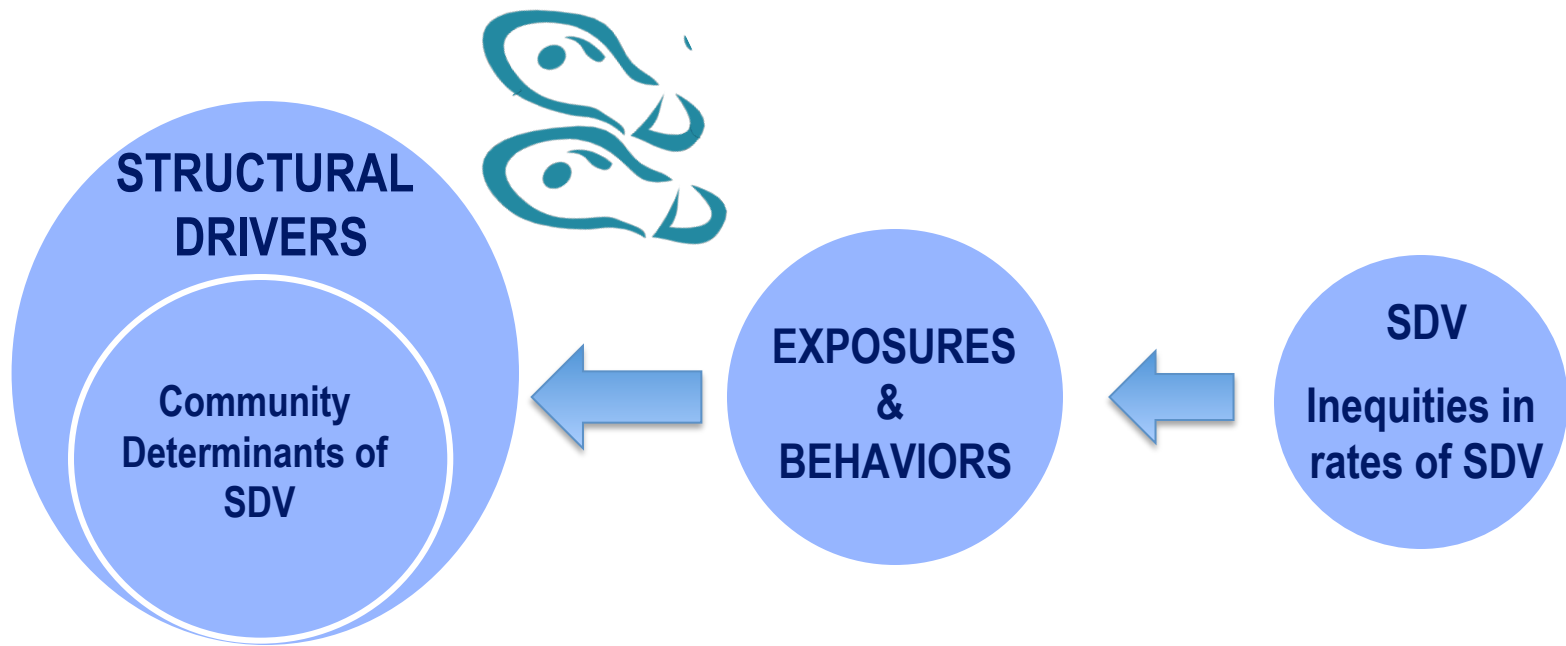 STRUCTURAL
DRIVERS
Community
Determinants of
SDV
EXPOSURES
&
BEHAVIORS
SDV
Inequities in
rates of SDV